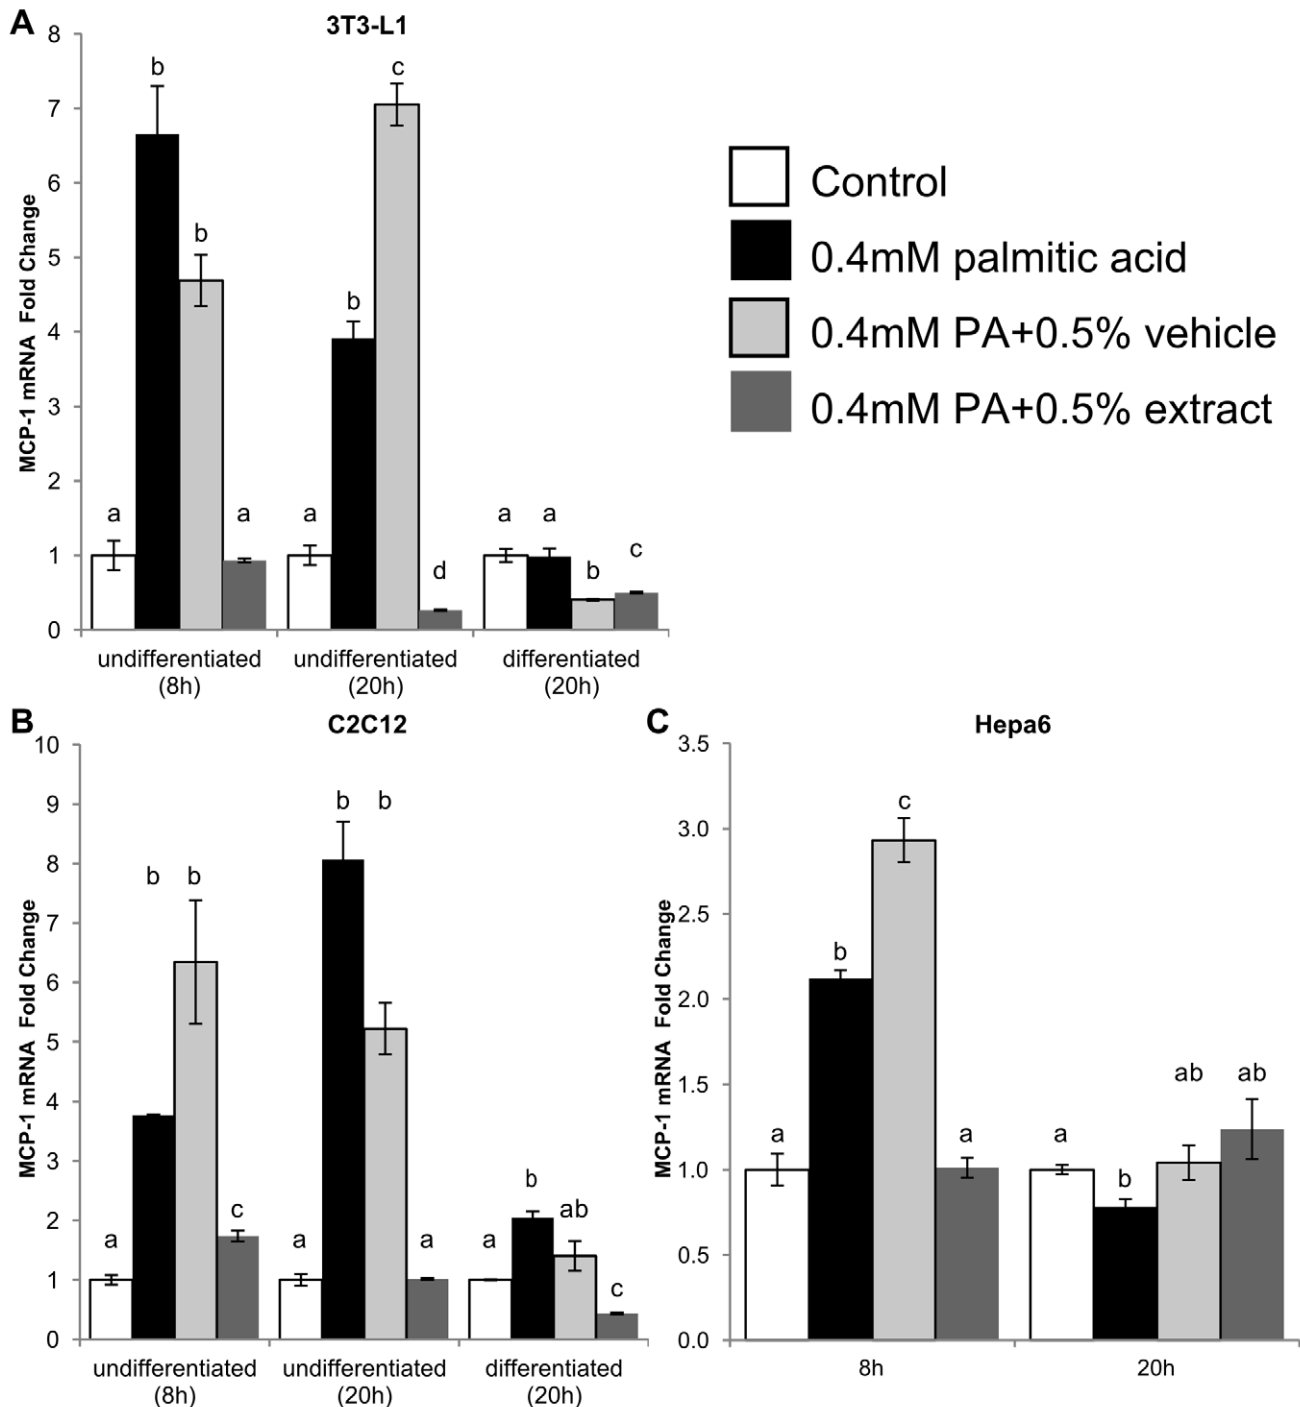 A
3T3-L1
8
7
6
5
4
3
2
1
0
MCP-1 mRNA Fold Change
b
c
b
b
a
a
a
d
a
a
b
c
undifferentiated
(8h)
undifferentiated
(20h)
differentiated
(20h)
Control
0.4mM palmitic acid
0.4mM PA+0.5% vehicle
0.4mM PA+0.5% extract
B
C2C12
10
9
8
7
6
5
4
3
2
1
0
MCP-1 mRNA Fold Change
a
b
b
c
a
b
b
a
a
b
ab
c
undifferentiated
(8h)
undifferentiated
(20h)
differentiated
(20h)
C
Hepa6
3.5
3.0
2.5
2.0
1.5
1.0
0.5
0.0
MCP-1 mRNA Fold Change
a
b
c
a
a
b
ab
ab
8h
20h